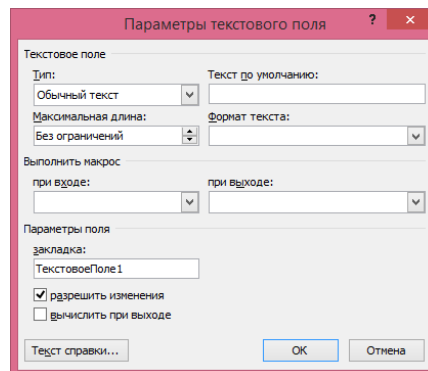 Параметры текстового поля ? ×
Текстовое поле
Тип: Текст по умолчанию:
Обычный текст
Максимальная длина: Формат текста:
Без ограничений
Выполнить макрос
при входе: при выходе:
Параметры поля
закладка:
ТекстовоеПоле1
разрешить изменения
вычислить при выходе
Текст справки... ОК Отмена